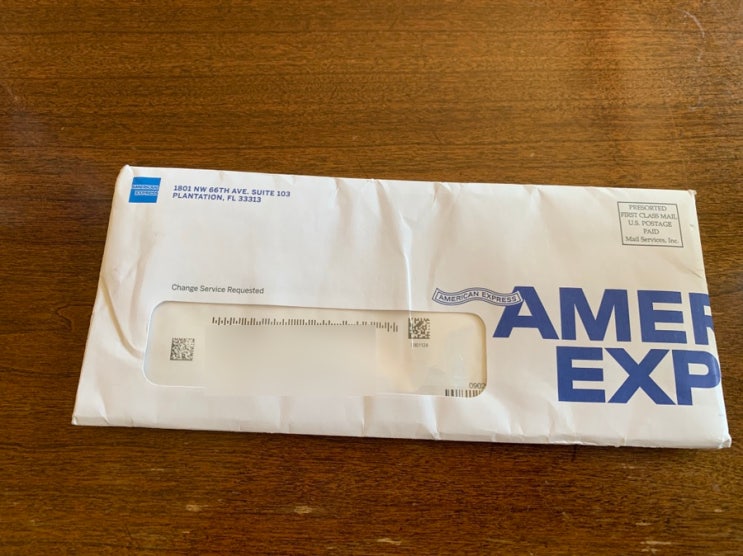 AMERICAN
EXPRESS
1801 NW 66TH AVE. SUITE 103
PLANTATION, FL 33313
PRESORTED
FIRST CLASS MAIL
U.S. POSTAGE
PAID
Mail Services, Inc.
Change Service Requested
AMERICAN EXPRESS
AMER
EXP
0902